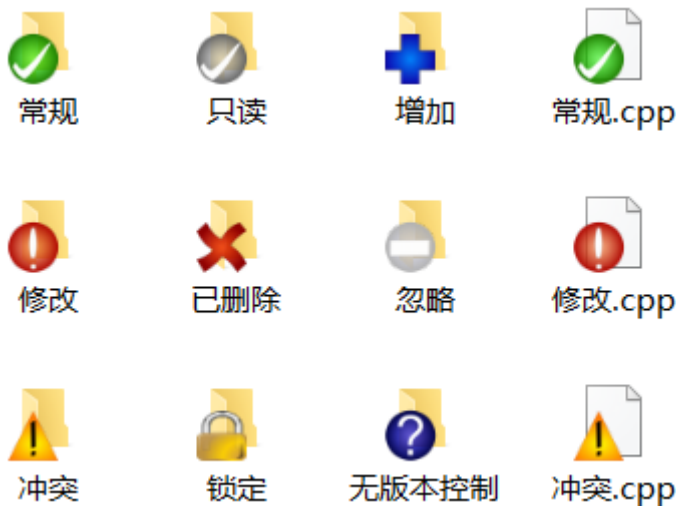 常规
只读
增加
常规.cpp
修改
已删除
忽略
修改.cpp
冲突
锁定
无版本控制
冲突.cpp